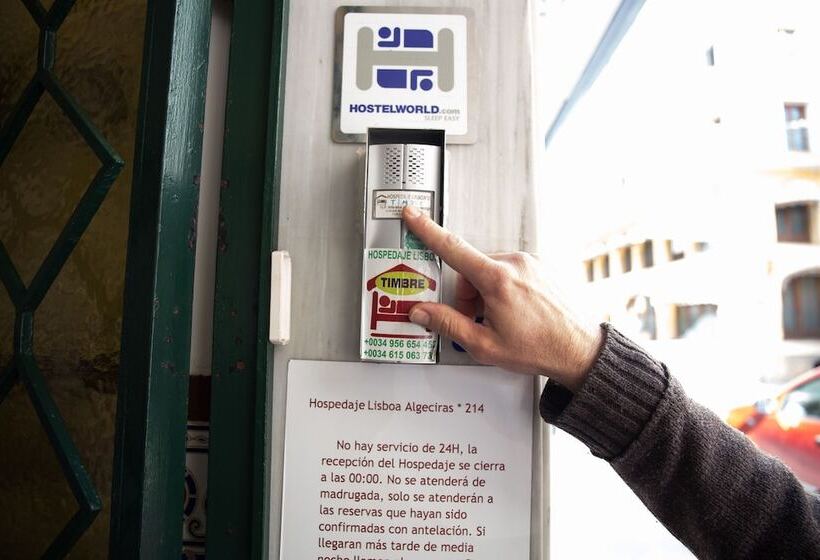 HOSTELWORLD.com
SLEEP EASY
HOSPEDAJE LISBO
TIMBRE
+0034 956 654 45
+0034 615 063 73
Hospedaje Lisboa Algeciras * 214
No hay servicio de 24H, la
recepción del Hospedaje se cierra
a las 00:00. No se atenderá de
madrugada, solo se atenderán a
las reservas que hayan sido
confirmadas con antelación. Si
llegaran más tarde de media